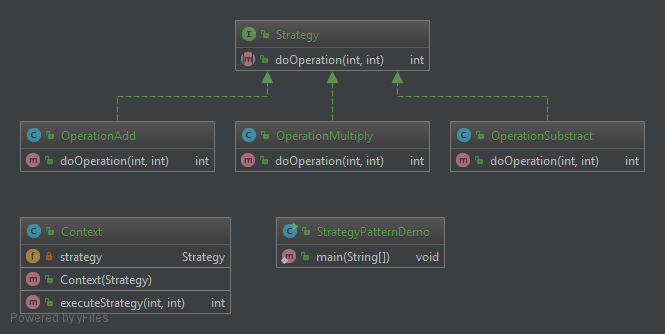 I Strategy
m doOperation(int, int) int
C OperationAdd
m doOperation(int, int) int
C OperationMultiply
m doOperation(int, int) int
C OperationSubstract
m doOperation(int, int) int
C Context
f strategy Strategy
m Context(Strategy)
m executeStrategy(int, int) int
C StrategyPatternDemo
m main(String[]) void
Powered by yFiles